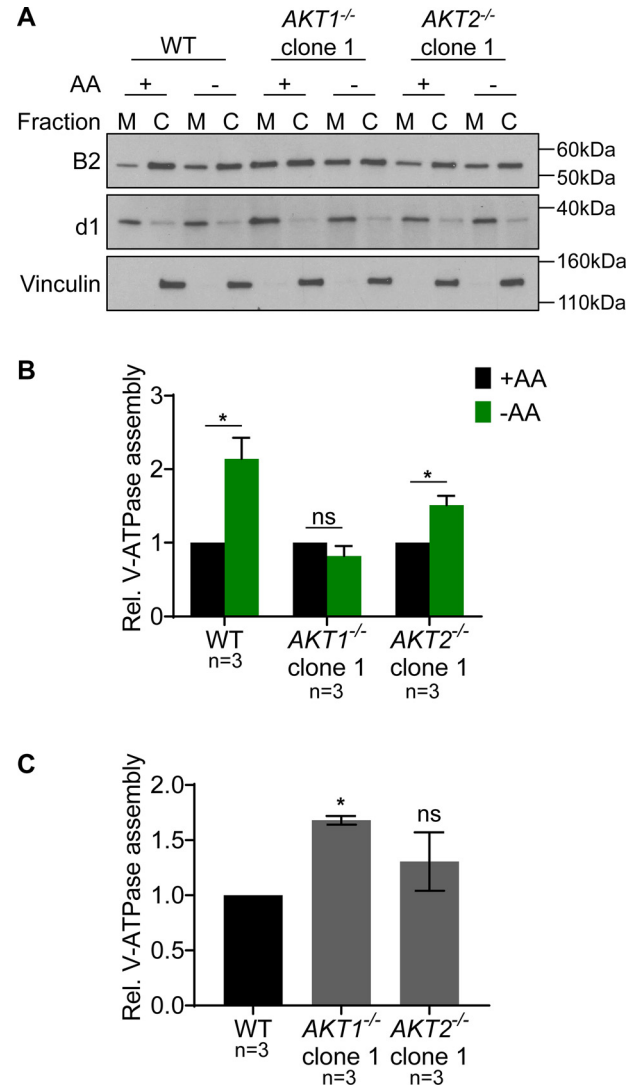 A
AKT1-/-
AKT2-/-
WT
clone 1
clone 1
AA
+
-
+
-
+
-
Fraction M C M C M C M C M C M C
B2
60kDa
50kDa
d1
40kDa
Vinculin
160kDa
110kDa
B
+AA
-AA
Rel. V-ATPase assembly
3
2
1
0
*
ns
*
WT
AKT1-/-
AKT2-/-
n=3
clone 1
clone 1
n=3
n=3
C
Rel. V-ATPase assembly
2.0
1.5
1.0
0.5
0.0
*
ns
WT
AKT1-/-
AKT2-/-
n=3
clone 1
clone 1
n=3
n=3